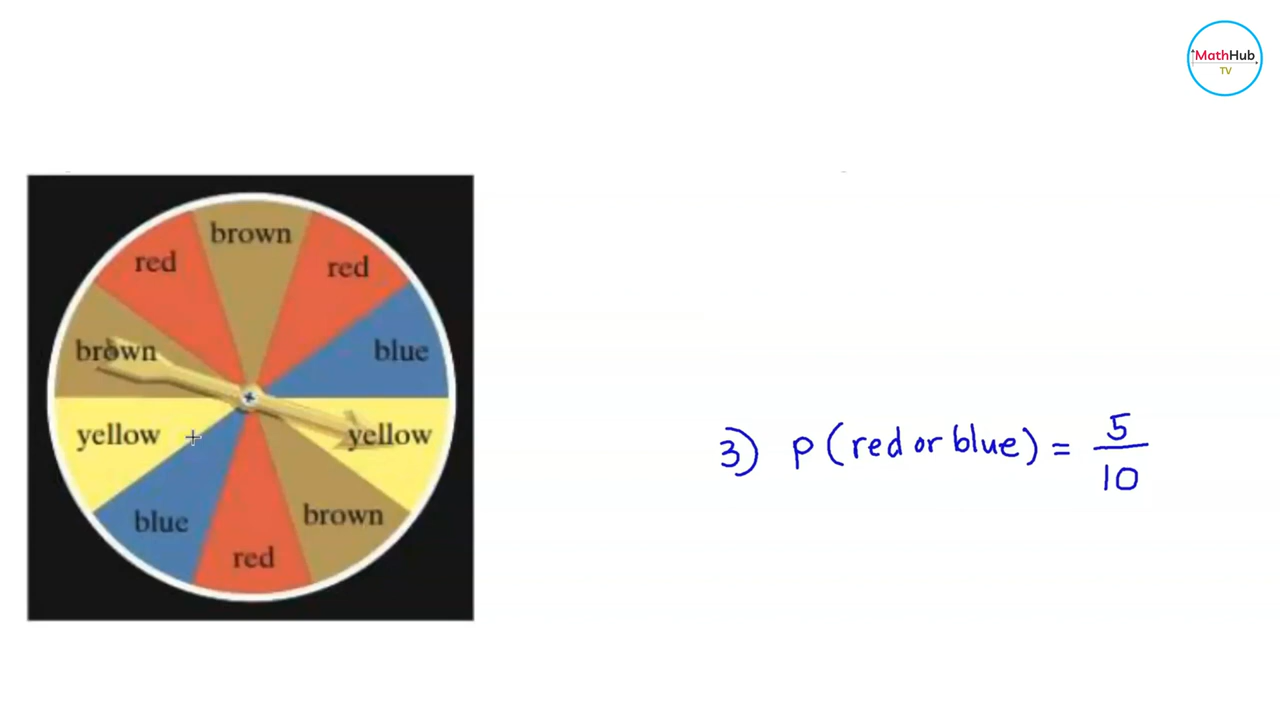 MathHub
TV
brown
red
red
brown
blue
yellow
yellow
blue
brown
red
3) P(red or blue) = 5/10